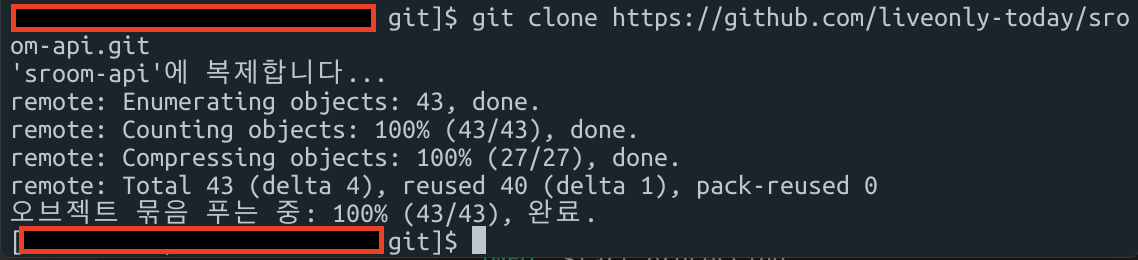 git]$ git clone https://github.com/liveonly-today/sro
om-api.git
'sroom-api'에 복제합니다...
remote: Enumerating objects: 43, done.
remote: Counting objects: 100% (43/43), done.
remote: Compressing objects: 100% (27/27), done.
remote: Total 43 (delta 4), reused 40 (delta 1), pack-reused 0
오브젝트 묶음 푸는 중: 100% (43/43), 완료.
[ git]$